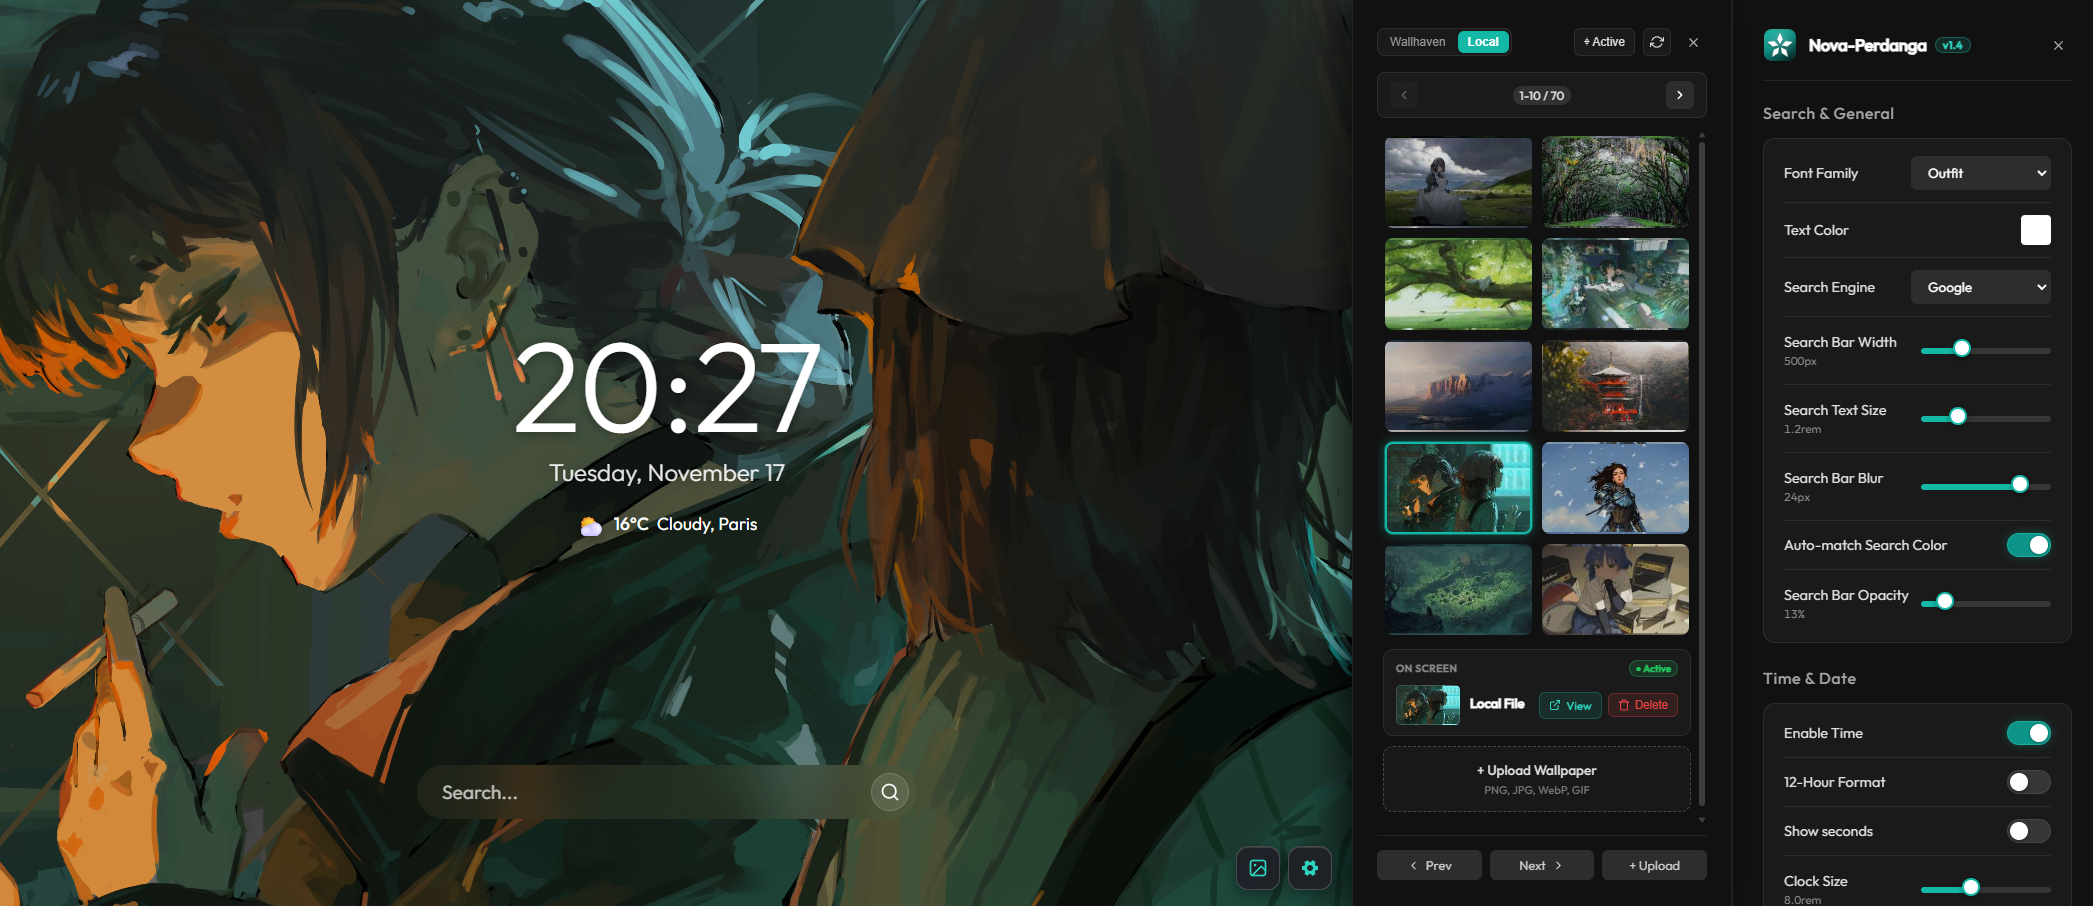 20:27
Tuesday, November 17
16°C Cloudy, Paris
Search...
Wallhaven
Local
+ Active
1-10 / 70
ON SCREEN
• Active
Local File
View
Delete
+ Upload Wallpaper
PNG, JPG, WebP, GIF
Prev
Next
+ Upload
Nova-Perdanga
v1.4
Search & General
Font Family
Outfit
Text Color
Search Engine
Google
Search Bar Width
500px
Search Text Size
1.2rem
Search Bar Blur
24px
Auto-match Search Color
Search Bar Opacity
13%
Time & Date
Enable Time
12-Hour Format
Show seconds
Clock Size
8.0rem